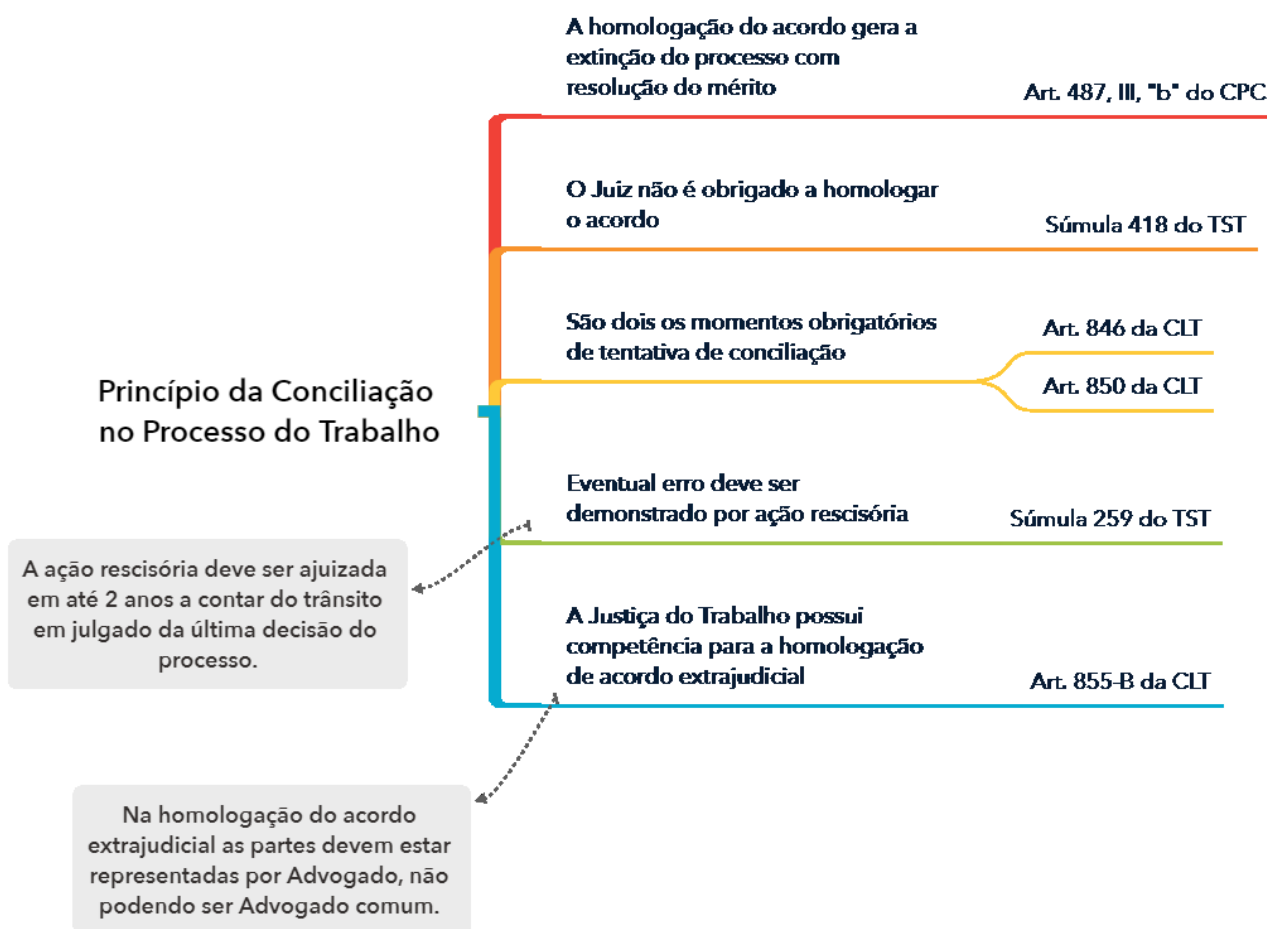 A homologação do acordo gera a
extinção do processo com
resolução do mérito
Art. 487, III, "b" do CPC
O Juiz não é obrigado a homologar
o acordo
Súmula 418 do TST
São dois os momentos obrigatórios
de tentativa de conciliação
Art. 846 da CLT
Art. 850 da CLT
Princípio da Conciliação
no Processo do Trabalho
Eventual erro deve ser
demonstrado por ação rescisória
Súmula 259 do TST
A ação rescisória deve ser ajuizada
em até 2 anos a contar do trânsito
em julgado da última decisão do
processo.
A Justiça do Trabalho possui
competência para a homologação
de acordo extrajudicial
Art. 855-B da CLT
Na homologação do acordo
extrajudicial as partes devem estar
representadas por Advogado, não
podendo ser Advogado comum.